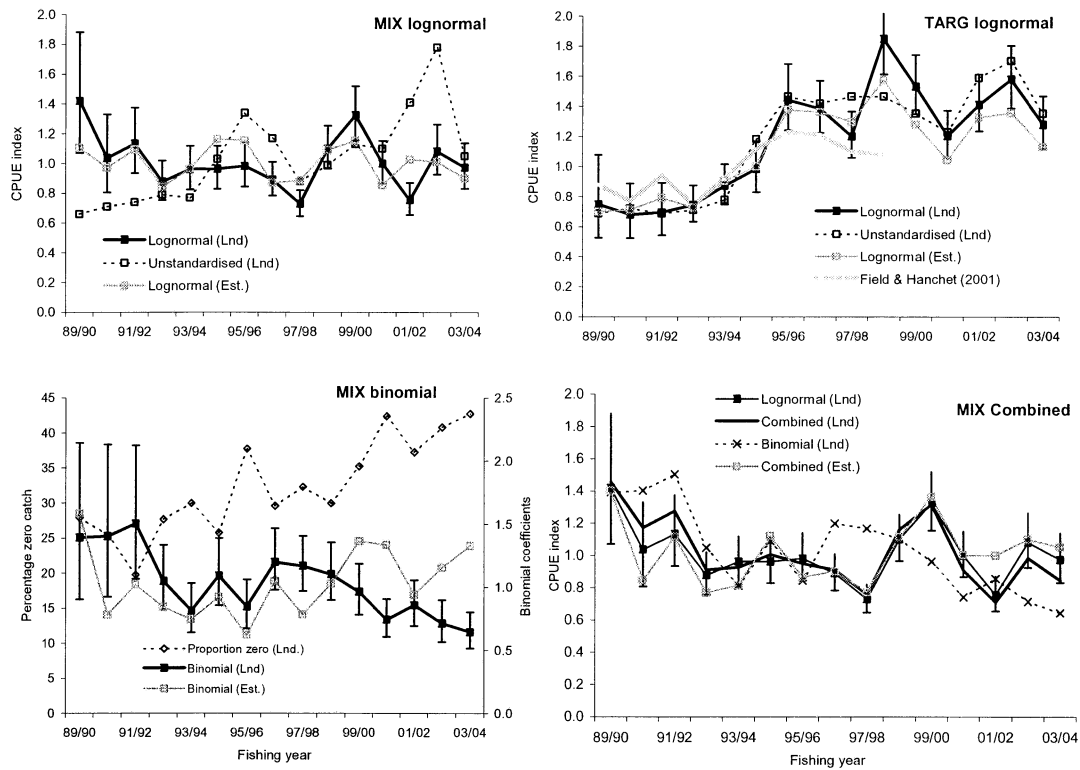 MIX lognormal
CPUE index
2.0
1.8
1.6
1.4
1.2
1.0
0.8
0.6
0.4
0.2
0.0
Lognormal (Lnd)
Unstandardised (Lnd)
Lognormal (Est.)
89/90 91/92 93/94 95/96 97/98 99/00 01/02 03/04
TARG lognormal
CPUE index
2.0
1.8
1.6
1.4
1.2
1.0
0.8
0.6
0.4
0.2
0.0
Lognormal (Lnd)
Unstandardised (Lnd)
Lognormal (Est.)
Field & Hanchet (2001)
89/90 91/92 93/94 95/96 97/98 99/00 01/02 03/04
MIX binomial
Percentage zero catch
45
40
35
30
25
20
15
10
5
0
Binomial coefficients
2.5
2.0
1.5
1.0
0.5
0.0
Proportion zero (Lnd.)
Binomial (Lnd)
Binomial (Est.)
89/90 91/92 93/94 95/96 97/98 99/00 01/02 03/04
Fishing year
MIX Combined
CPUE index
2.0
1.8
1.6
1.4
1.2
1.0
0.8
0.6
0.4
0.2
0.0
Lognormal (Lnd)
Combined (Lnd)
Binomial (Lnd)
Combined (Est.)
89/90 91/92 93/94 95/96 97/98 99/00 01/02 03/04
Fishing year